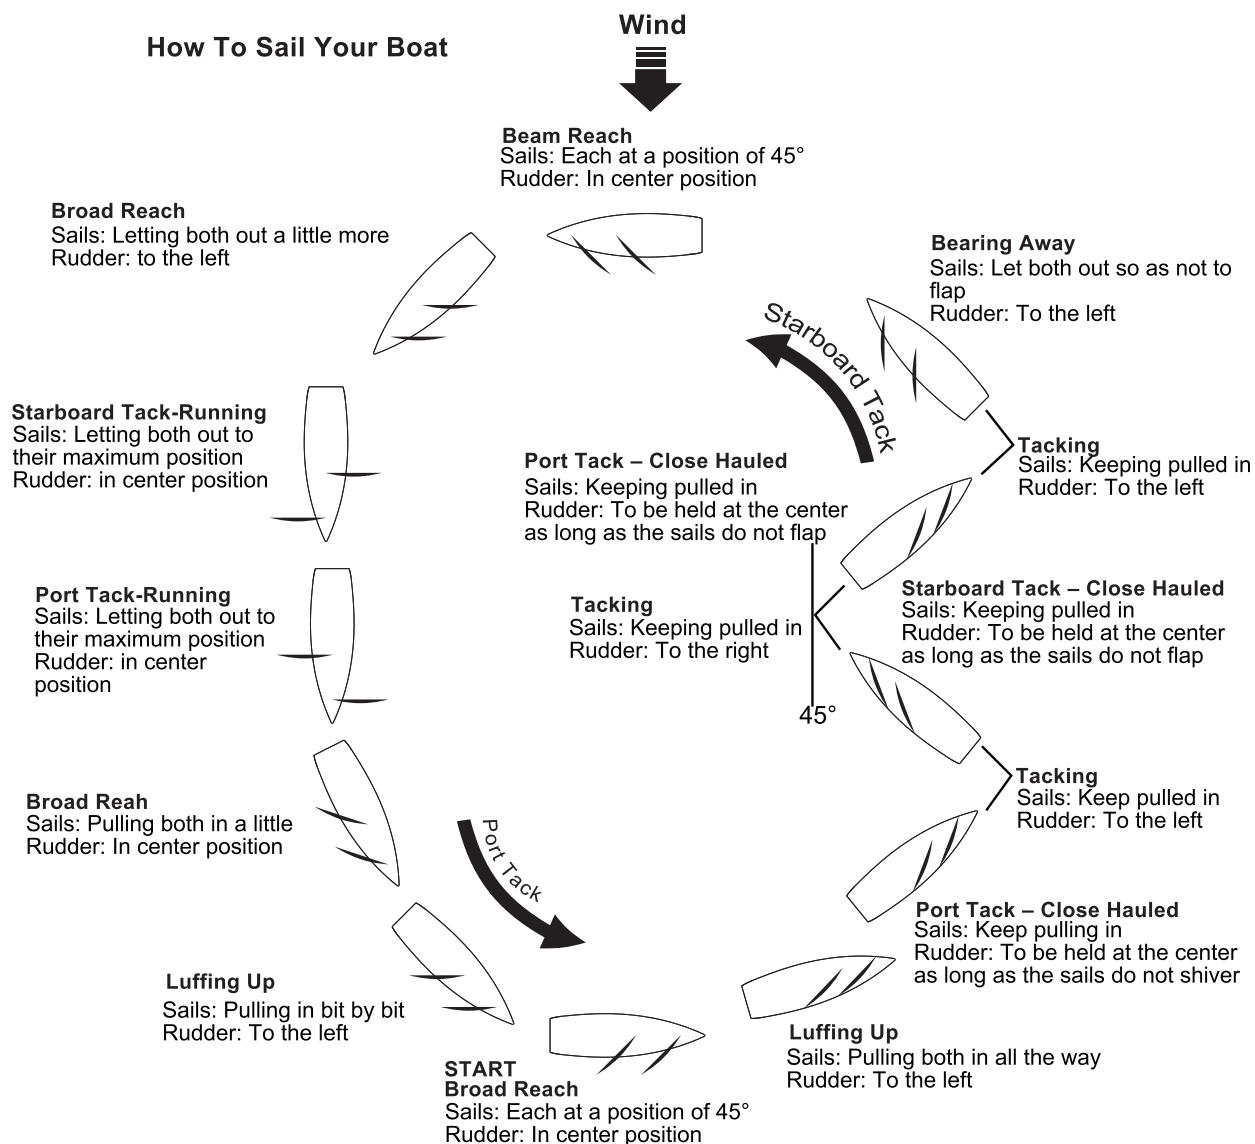 How To Sail Your Boat
Wind
Beam Reach
Sails: Each at a position of 45°
Rudder: In center position
Broad Reach
Sails: Letting both out a little more
Rudder: to the left
Bearing Away
Sails: Let both out so as not to
flap
Rudder: To the left
Starboard Tack
Starboard Tack-Running
Sails: Letting both out to
their maximum position
Rudder: in center position
Tacking
Sails: Keeping pulled in
Rudder: To the left
Port Tack – Close Hauled
Sails: Keeping pulled in
Rudder: To be held at the center
as long as the sails do not flap
Port Tack-Running
Sails: Letting both out to
their maximum position
Rudder: in center
position
Tacking
Sails: Keeping pulled in
Rudder: To the right
45°
Starboard Tack – Close Hauled
Sails: Keeping pulled in
Rudder: To be held at the center
as long as the sails do not flap
Tacking
Sails: Keep pulled in
Rudder: To the left
Broad Reah
Sails: Pulling both in a little
Rudder: In center position
Port Tack
Port Tack – Close Hauled
Sails: Keep pulling in
Rudder: To be held at the center
as long as the sails do not shiver
Luffing Up
Sails: Pulling in bit by bit
Rudder: To the left
Luffing Up
Sails: Pulling both in all the way
Rudder: To the left
START
Broad Reach
Sails: Each at a position of 45°
Rudder: In center position